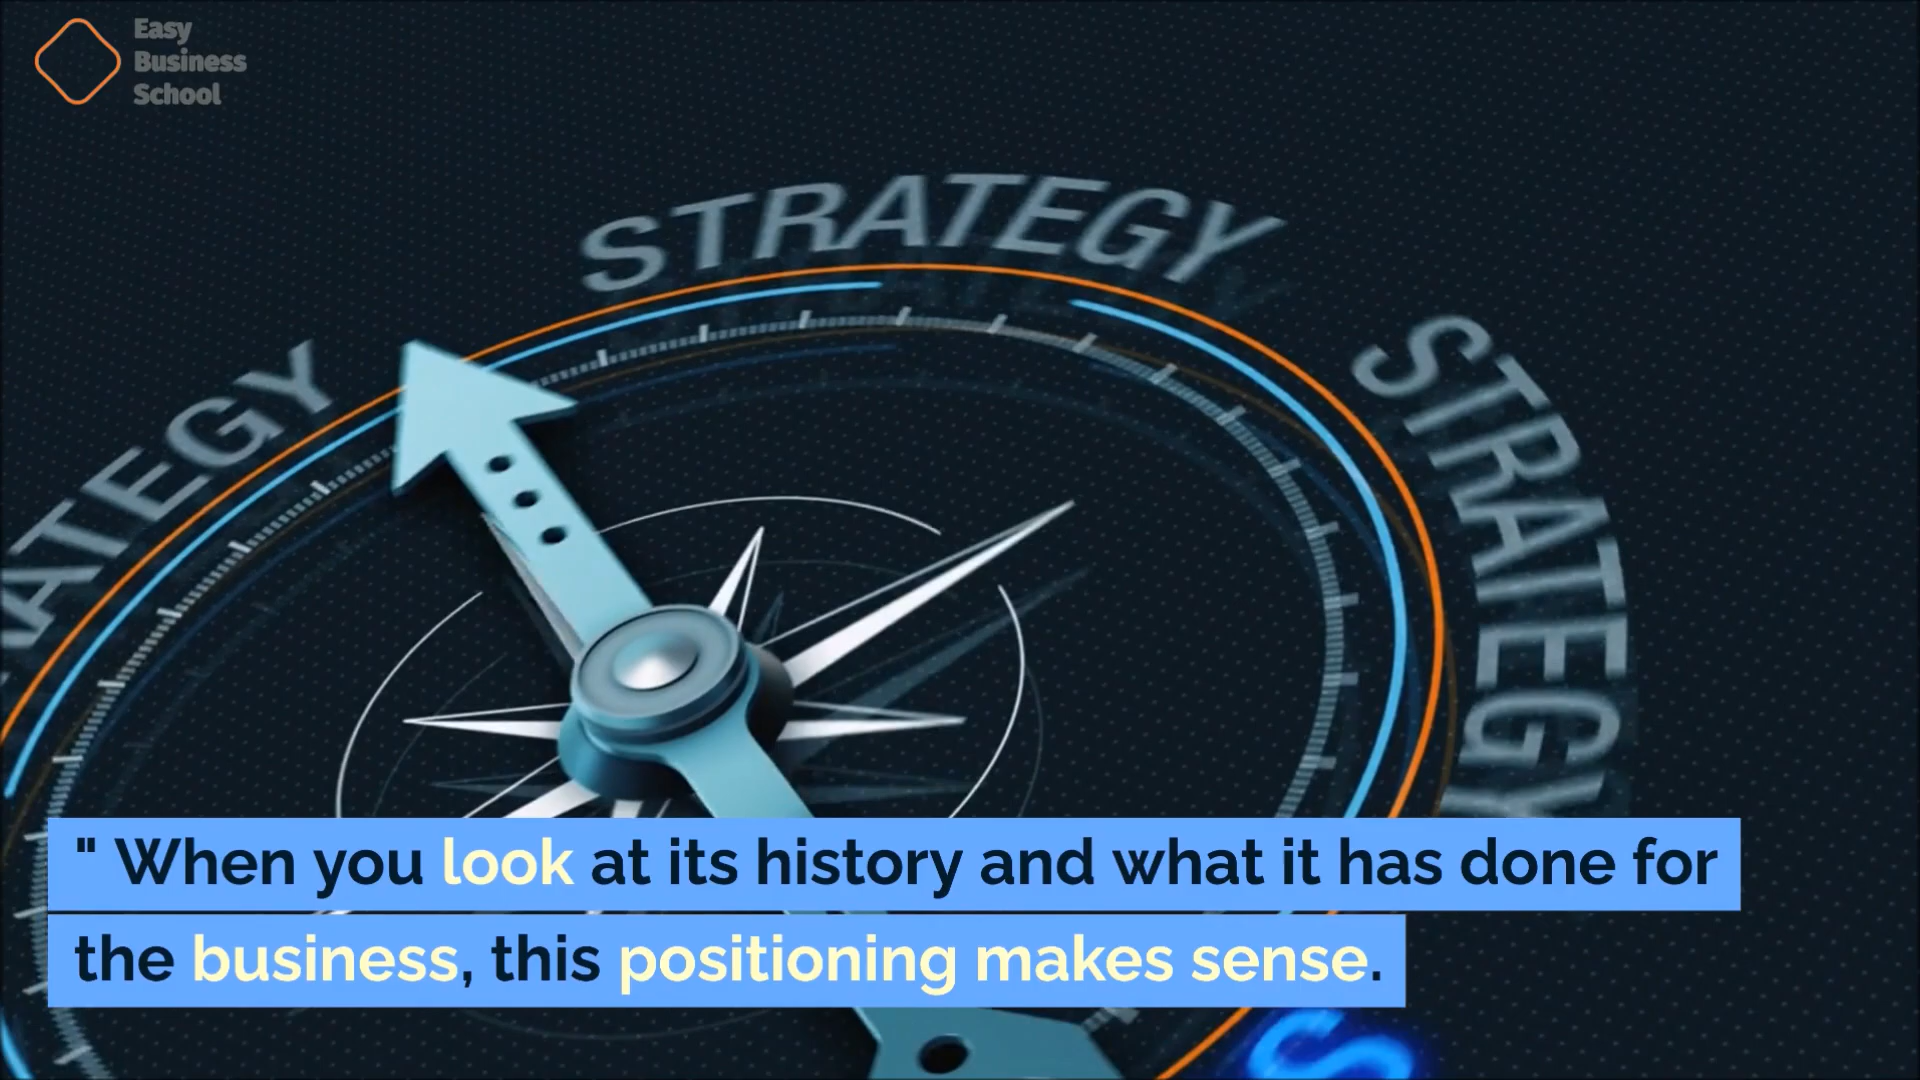 Easy
Business
School
STRATEGY
STRATEGY
" When you look at its history and what it has done for
the business, this positioning makes sense.